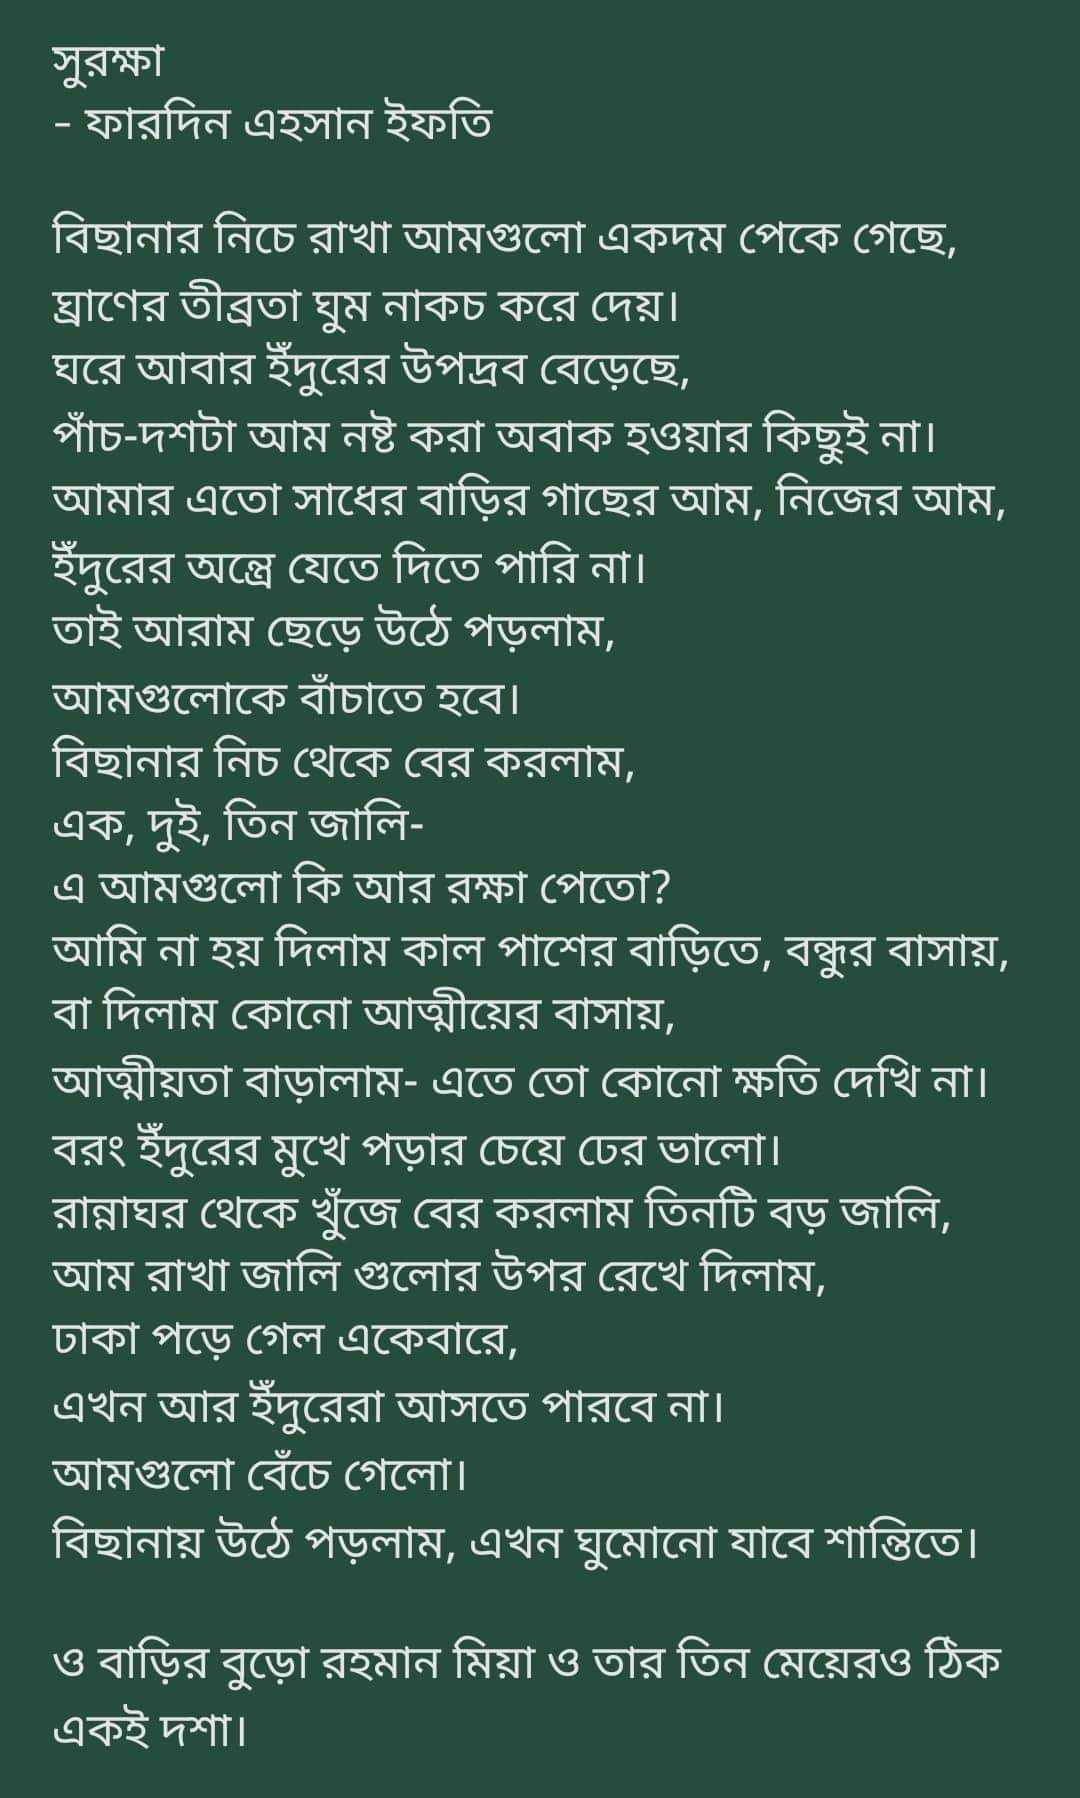 সুরক্ষা
- ফারদিন এহসান ইফতি
বিছানার নিচে রাখা আমগুলো একদম পেকে গেছে,
ঘ্রাণের তীব্রতা ঘুম নাকচ করে দেয়।
ঘরে আবার ইঁদুরের উপদ্রব বেড়েছে,
পাঁচ-দশটা আম নষ্ট করা অবাক হওয়ার কিছুই না।
আমার এতো সাধের বাড়ির গাছের আম, নিজের আম,
ইঁদুরের অন্ত্রে যেতে দিতে পারি না।
তাই আরাম ছেড়ে উঠে পড়লাম,
আমগুলোকে বাঁচাতে হবে।
বিছানার নিচ থেকে বের করলাম,
এক, দুই, তিন জালি-
এ আমগুলো কি আর রক্ষা পেতো?
আমি না হয় দিলাম কাল পাশের বাড়িতে, বন্ধুর বাসায়,
বা দিলাম কোনো আত্মীয়ের বাসায়,
আত্মীয়তা বাড়ালাম- এতে তো কোনো ক্ষতি দেখি না।
বরং ইঁদুরের মুখে পড়ার চেয়ে ঢের ভালো।
রান্নাঘর থেকে খুঁজে বের করলাম তিনটি বড় জালি,
আম রাখা জালি গুলোর উপর রেখে দিলাম,
ঢাকা পড়ে গেল একেবারে,
এখন আর ইঁদুরেরা আসতে পারবে না।
আমগুলো বেঁচে গেলো।
বিছানায় উঠে পড়লাম, এখন ঘুমোনো যাবে শান্তিতে।
ও বাড়ির বুড়ো রহমান মিয়া ও তার তিন মেয়েরও ঠিক
একই দশা।